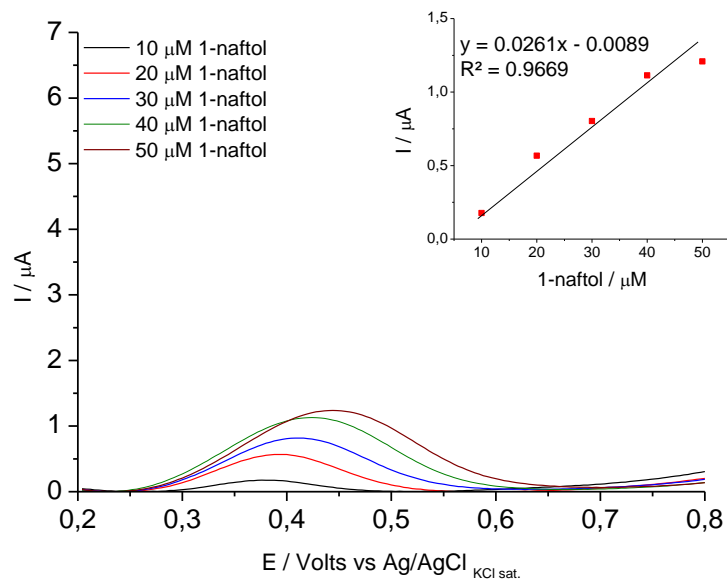 10 μM 1-naftol
20 μM 1-naftol
30 μM 1-naftol
40 μM 1-naftol
50 μM 1-naftol
I / μA
7
6
5
4
3
2
1
0
0,2 0,3 0,4 0,5 0,6 0,7 0,8
E / Volts vs Ag/AgCl KCl sat.
y = 0.0261x - 0.0089
R² = 0.9669
I / μA
1,5
1,0
0,5
0,0
10 20 30 40 50
1-naftol / μM